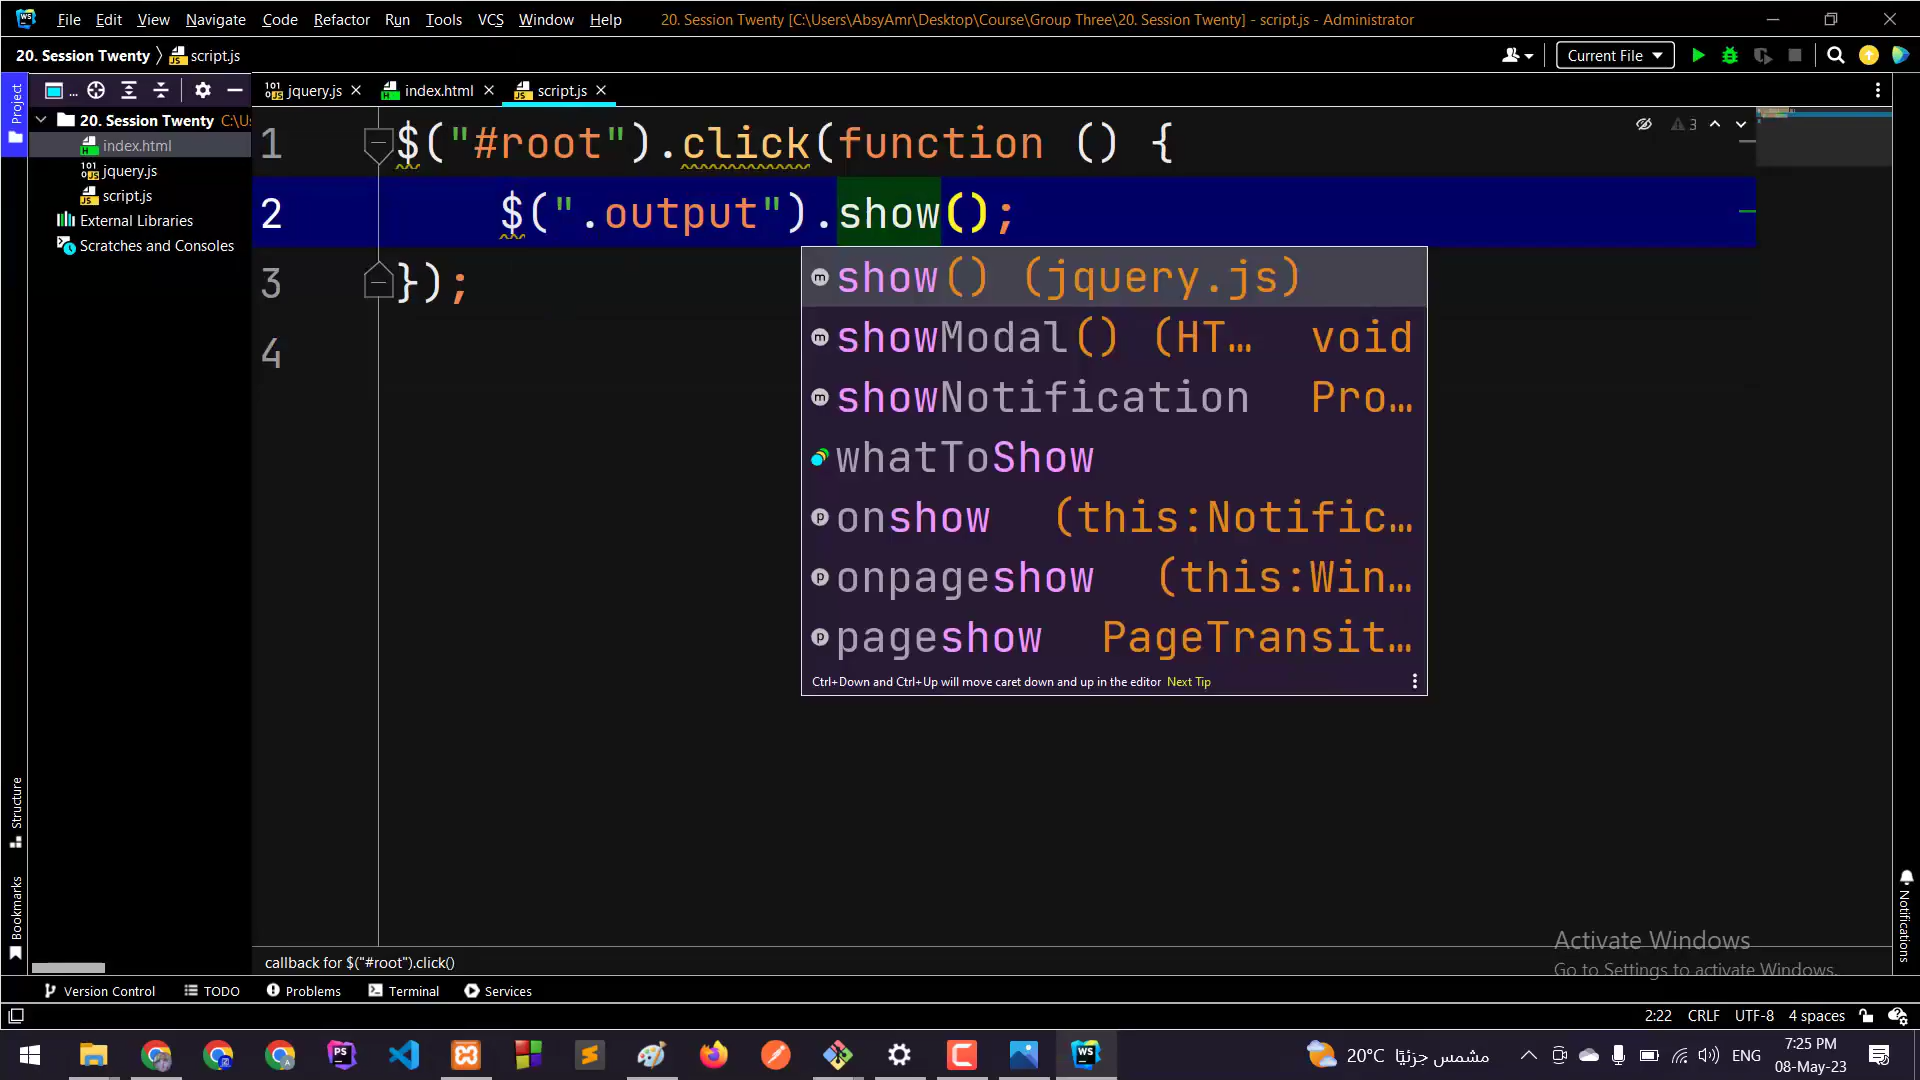 File Edit View Navigate Code Refactor Run Tools VCS Window Help 20. Session Twenty [C:\Users\AbsyAmr\Desktop\Course\Group Three\20. Session Twenty] - script.js - Administrator
20. Session Twenty script.js Current File
Project
... jquery.js index.html script.js
20. Session Twenty C:\U
index.html
jquery.js
script.js
External Libraries
Scratches and Consoles
1 $("#root").click(function () {
3
2 $(".output").show();
3 });
4
show() (jquery.js)
showModal() (HT... void
showNotification Pro...
whatToShow
onshow (this:Notific...
onpageshow (this:Win...
pageshow PageTransit...
Ctrl+Down and Ctrl+Up will move caret down and up in the editor Next Tip
Structure
Bookmarks
Notifications
Activate Windows
Go to Settings to activate Windows.
callback for $("#root").click()
Version Control TODO Problems Terminal Services
2:22 CRLF UTF-8 4 spaces
20°C مشمس جزئيًا ENG 7:25 PM
08-May-23